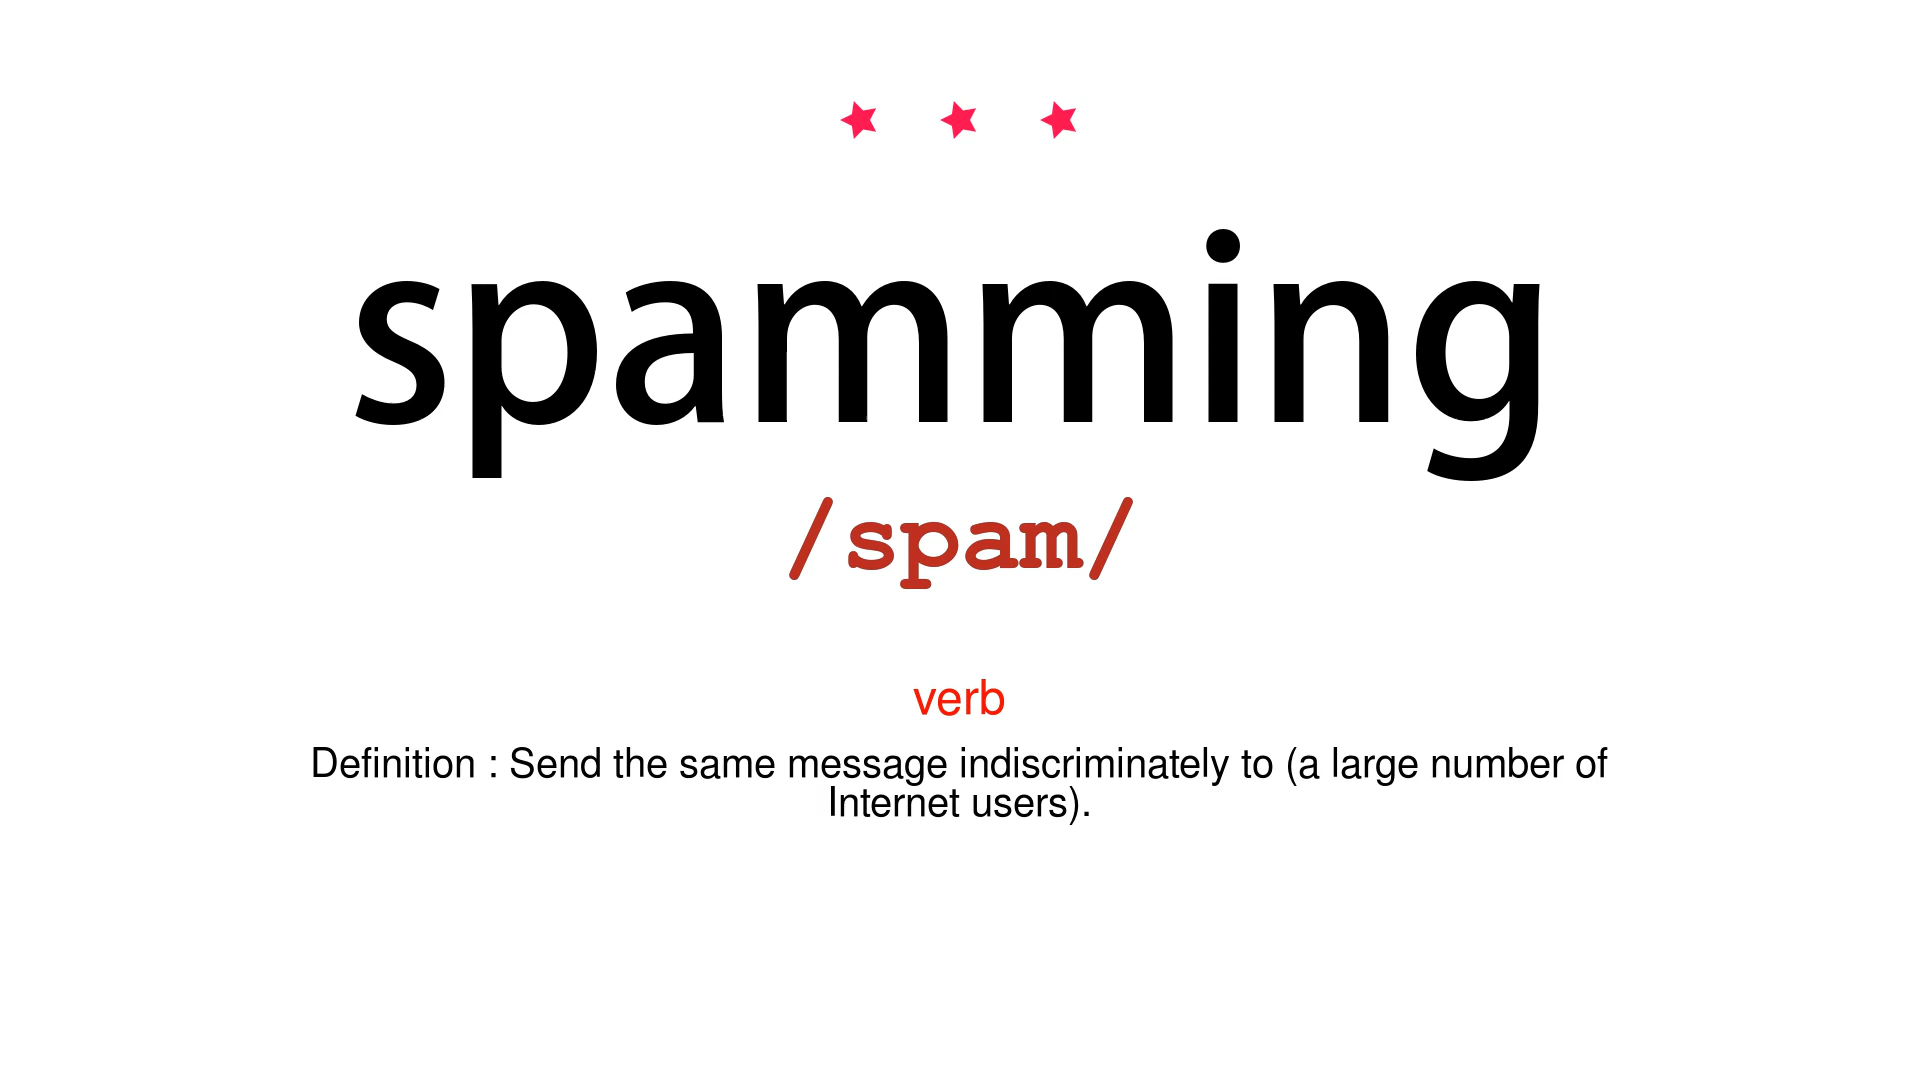 spamming
/spam/
verb
Definition : Send the same message indiscriminately to (a large number of
Internet users).